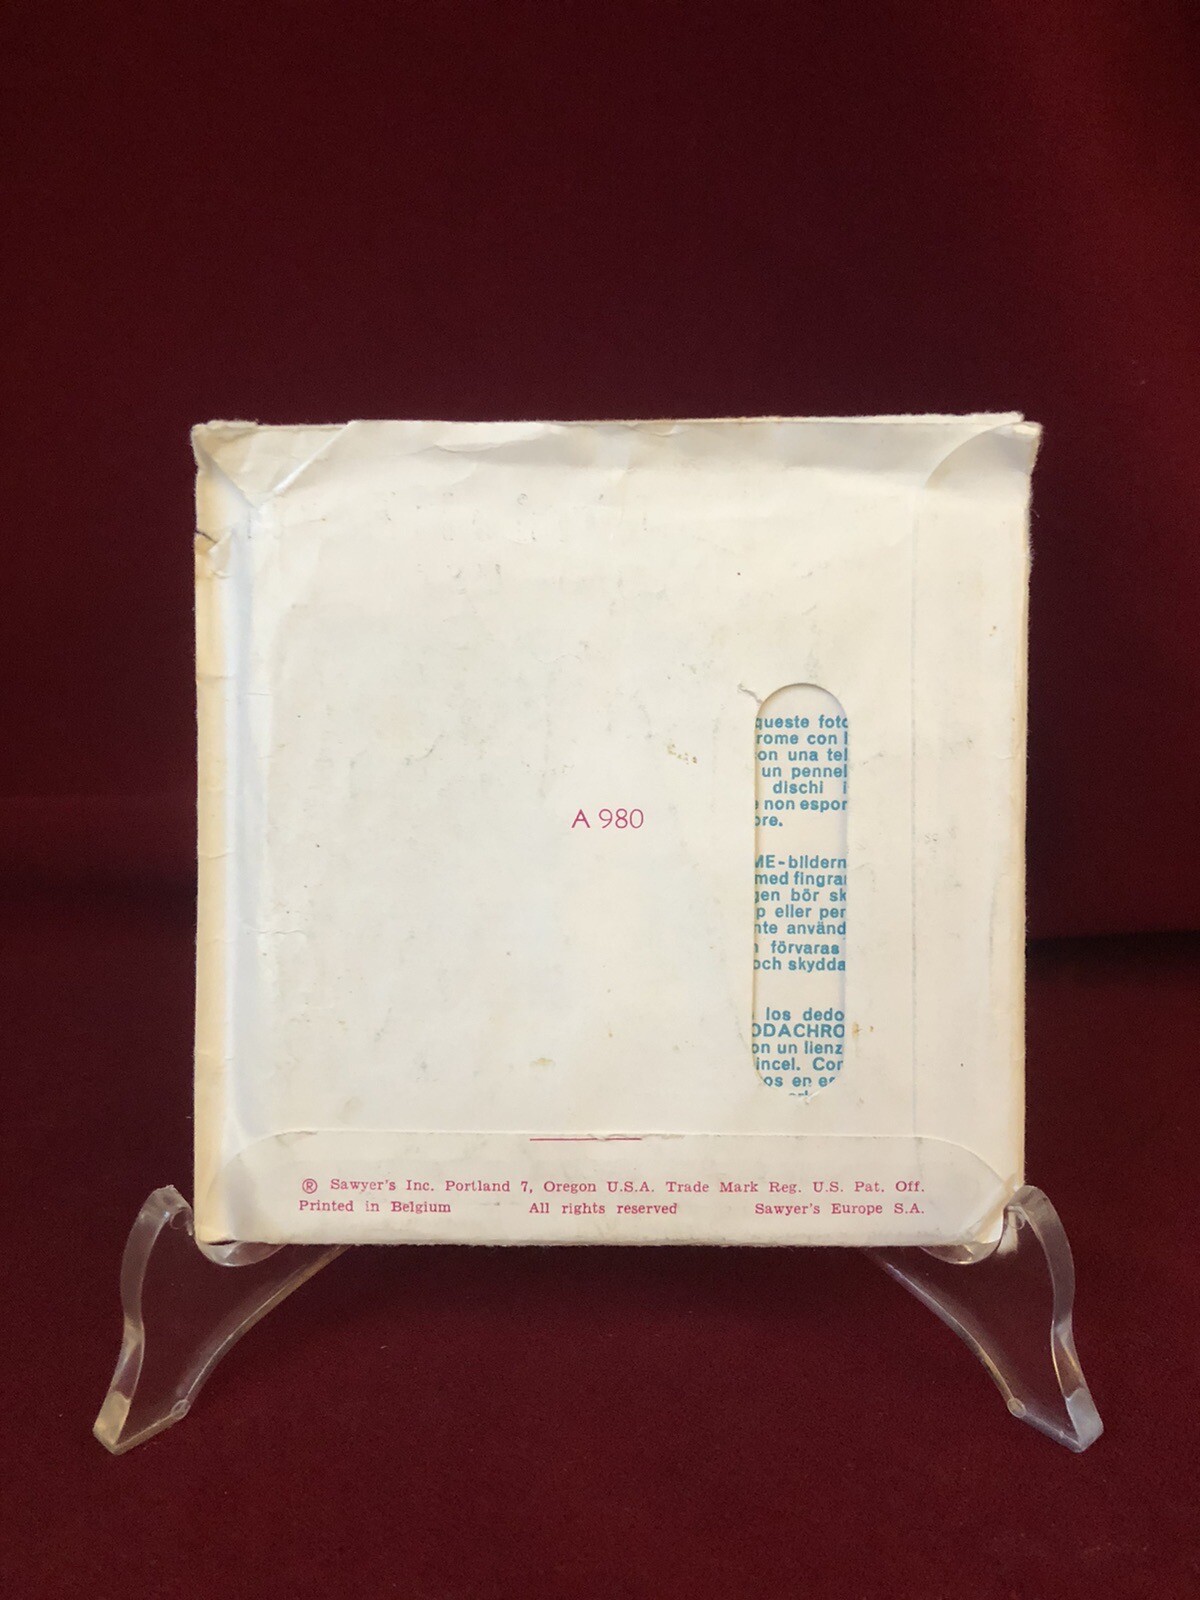 A 980
queste foto
rome con l
on una tel
un pennel
dischi i
non espor
ore.
ME-bildern
med fingrar
gen bör sk
p eller per
nte använd
förvaras
och skydda
los dedo
ODACHRO
on un lienz
incel. Con
os en es
® Sawyer's Inc. Portland 7, Oregon U.S.A. Trade Mark Reg. U.S. Pat. Off.
Printed in Belgium All rights reserved Sawyer's Europe S.A.